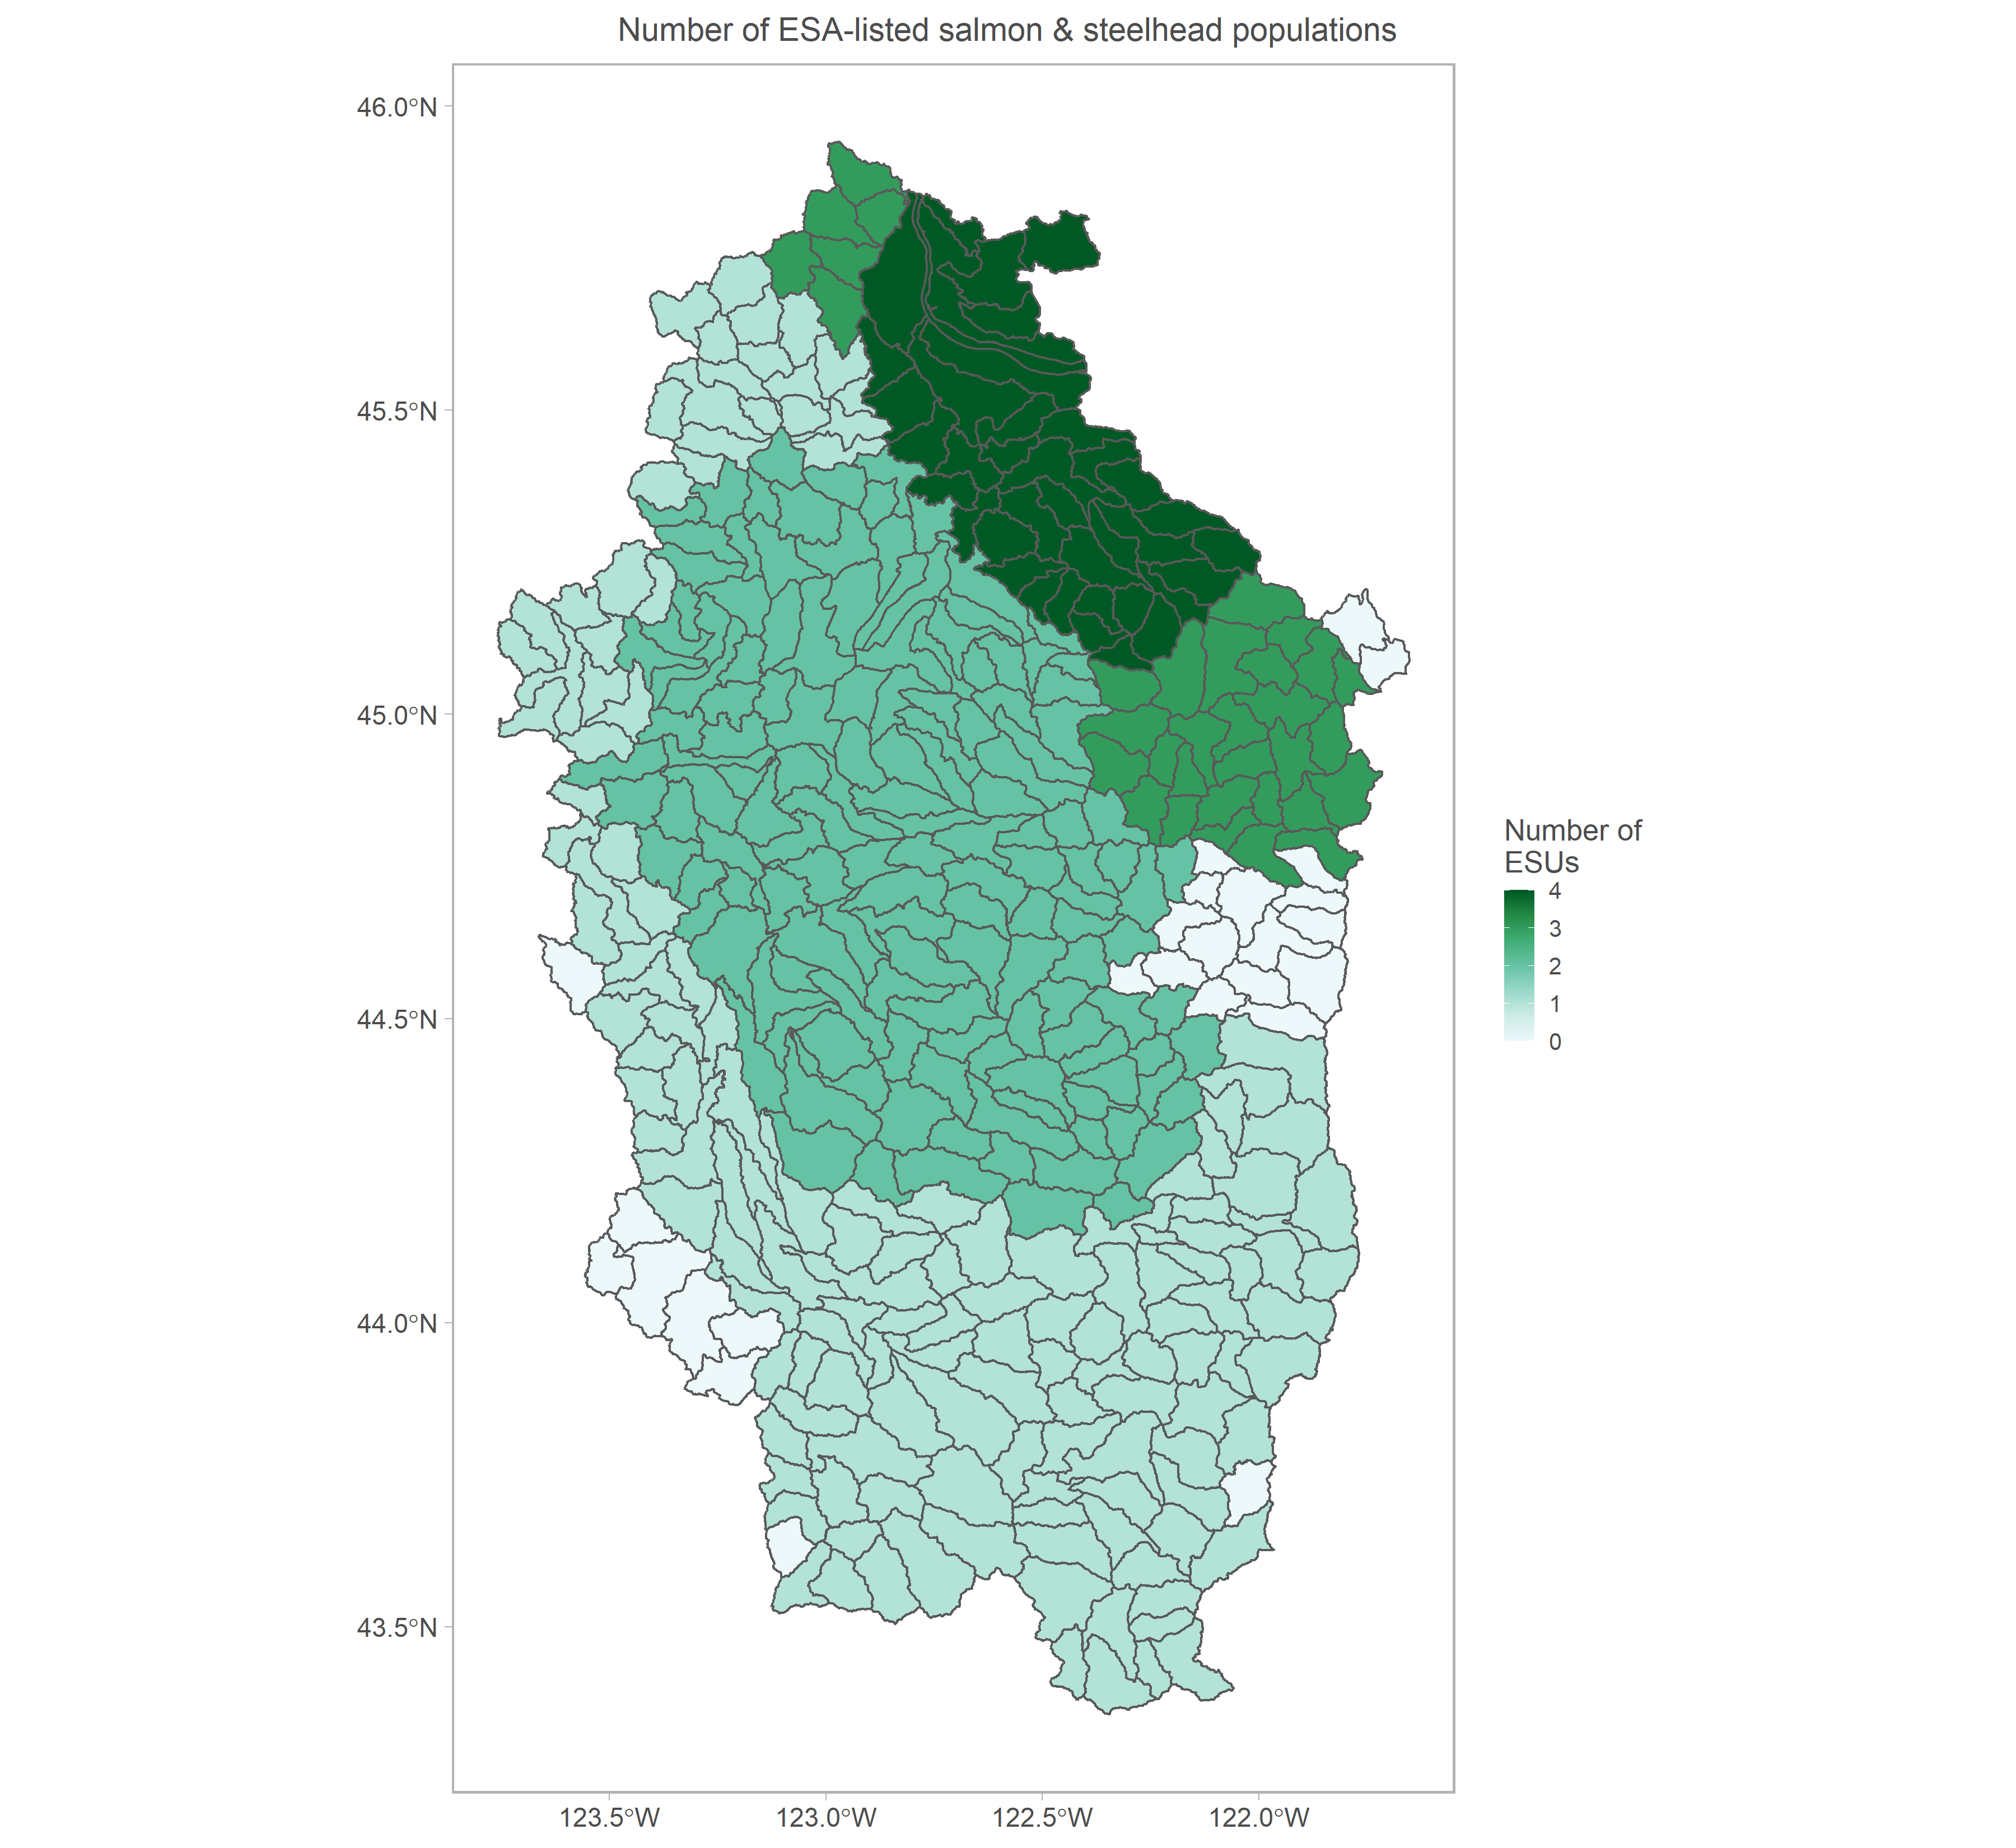 Number of ESA-listed salmon & steelhead populations
46.0°N
45.5°N
45.0°N
44.5°N
44.0°N
43.5°N
123.5°W
123.0°W
122.5°W
122.0°W
Number of
ESUs
4
3
2
1
0